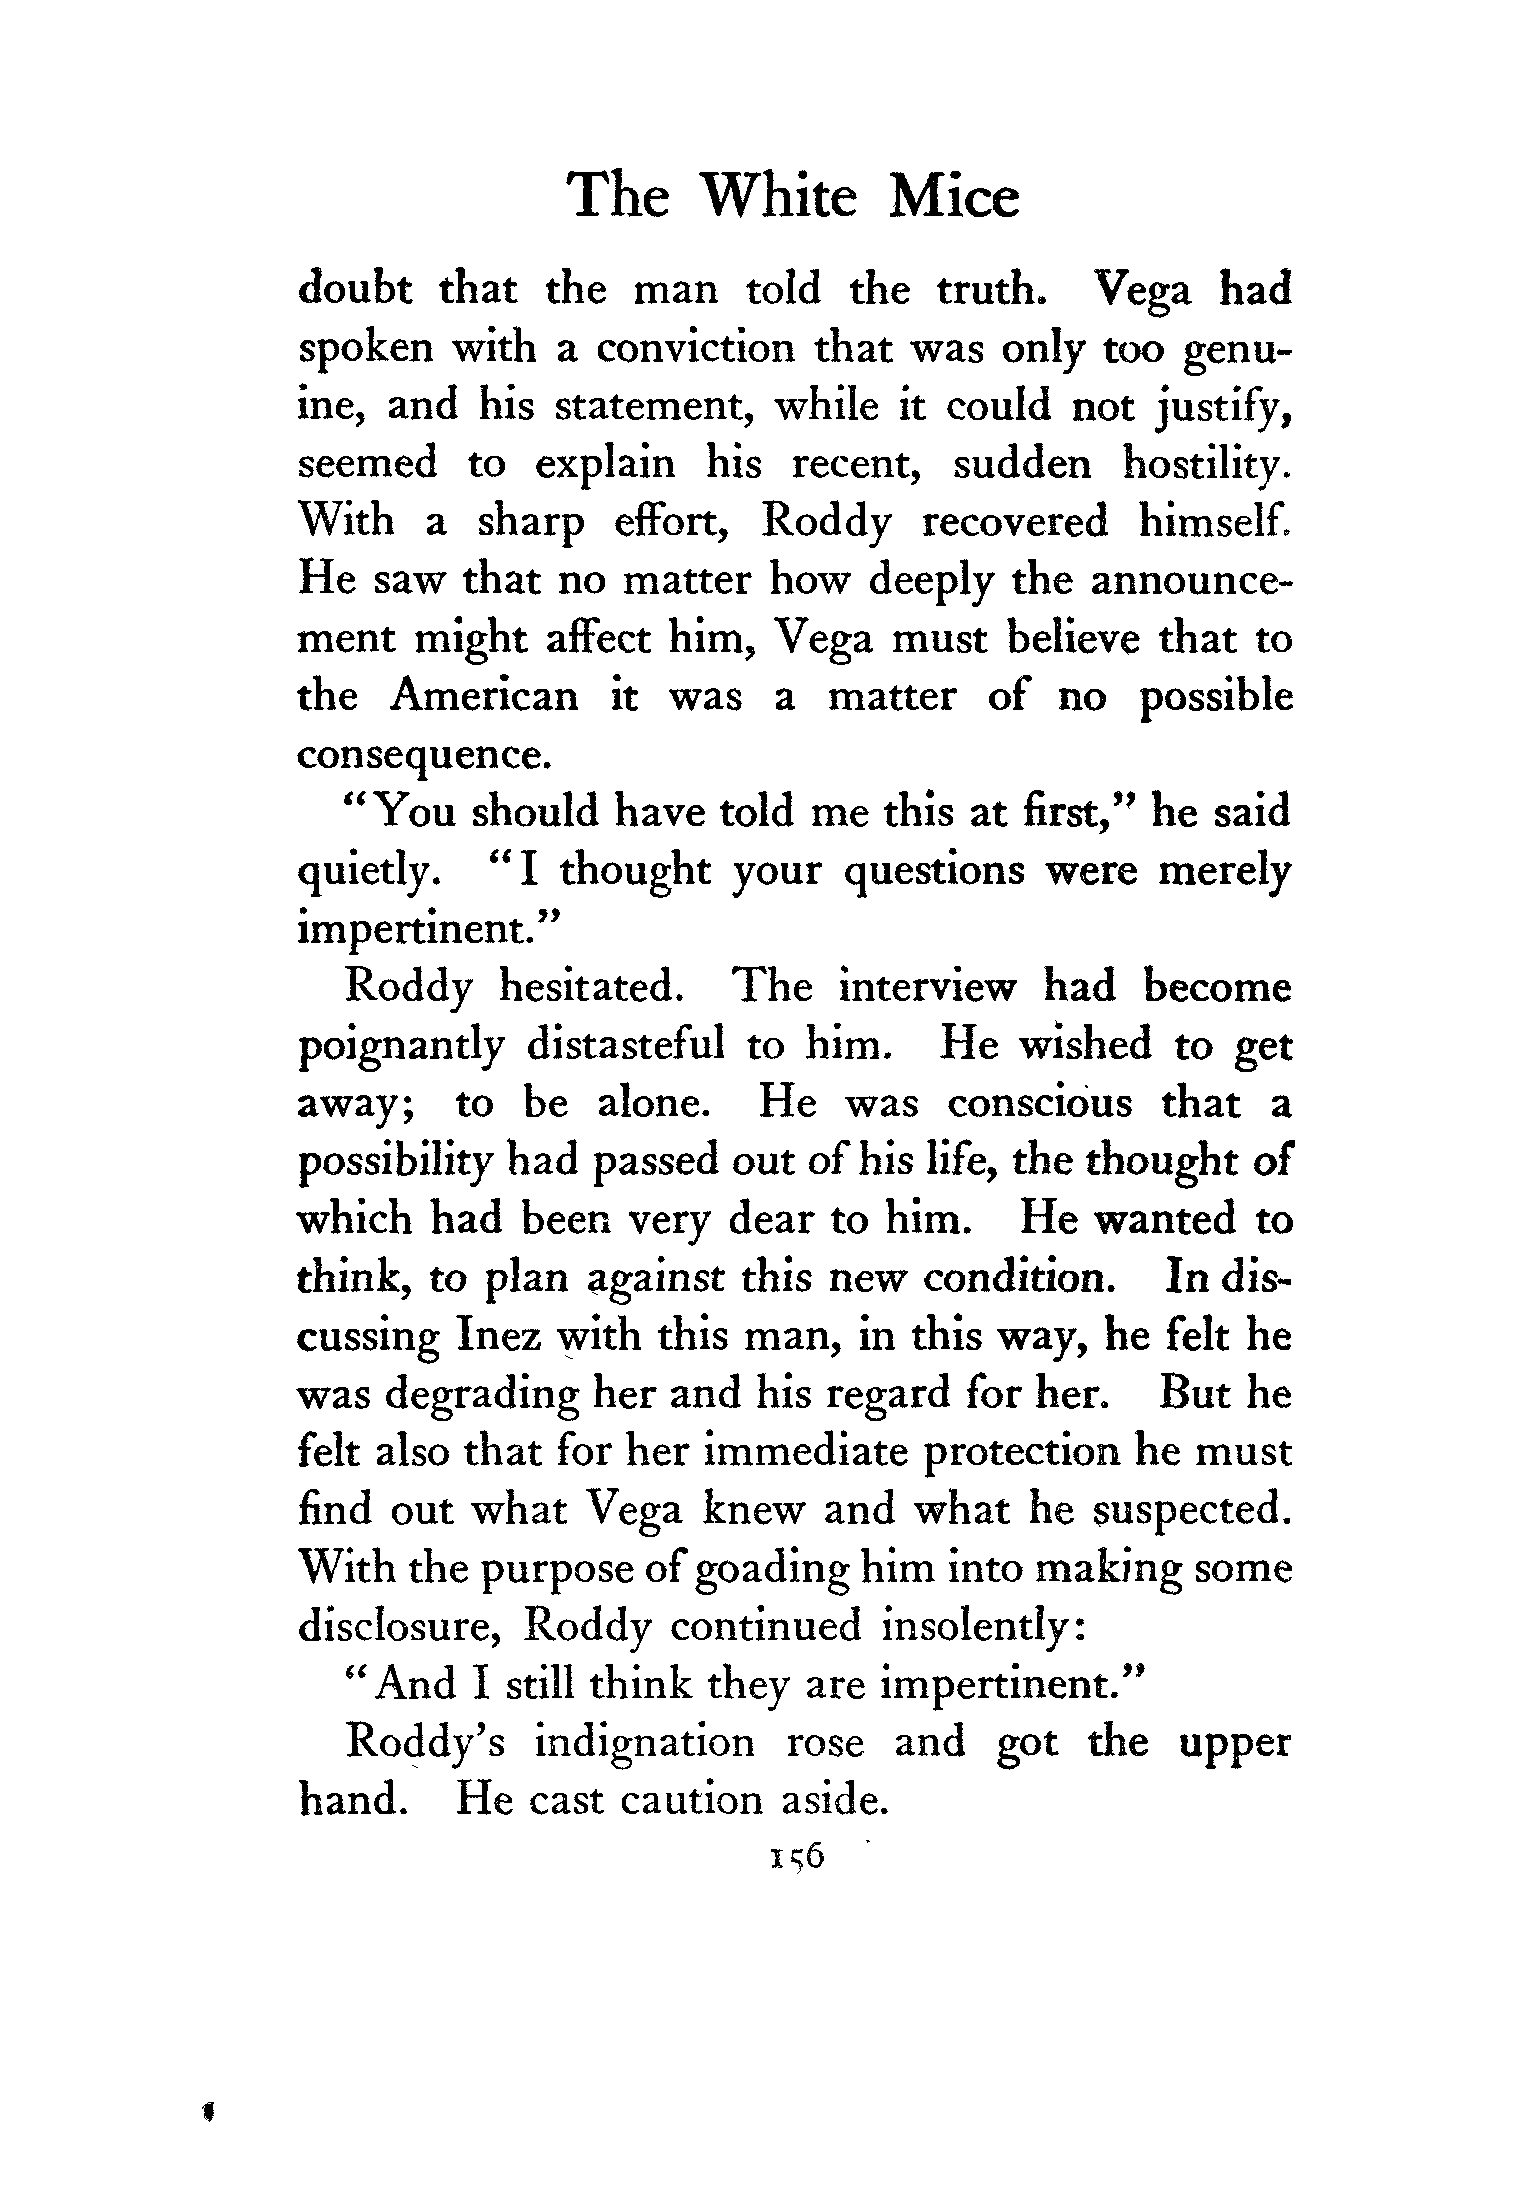 The White Mice
doubt that the man told the truth. Vega had
spoken with a conviction that was only too genu-
ine, and his statement, while it could not justify,
seemed to explain his recent, sudden hostility.
With a sharp effort, Roddy recovered himself.
He saw that no matter how deeply the announce-
ment might affect him, Vega must believe that to
the American it was a matter of no possible
consequence.
“You should have told me this at first,” he said
quietly. “I thought your questions were merely
impertinent.”
Roddy hesitated. The interview had become
poignantly distasteful to him. He wished to get
away; to be alone. He was conscious that a
possibility had passed out of his life, the thought of
which had been very dear to him. He wanted to
think, to plan against this new condition. In dis-
cussing Inez with this man, in this way, he felt he
was degrading her and his regard for her. But he
felt also that for her immediate protection he must
find out what Vega knew and what he suspected.
With the purpose of goading him into making some
disclosure, Roddy continued insolently:
“And I still think they are impertinent.”
Roddy’s indignation rose and got the upper
hand. He cast caution aside.
156